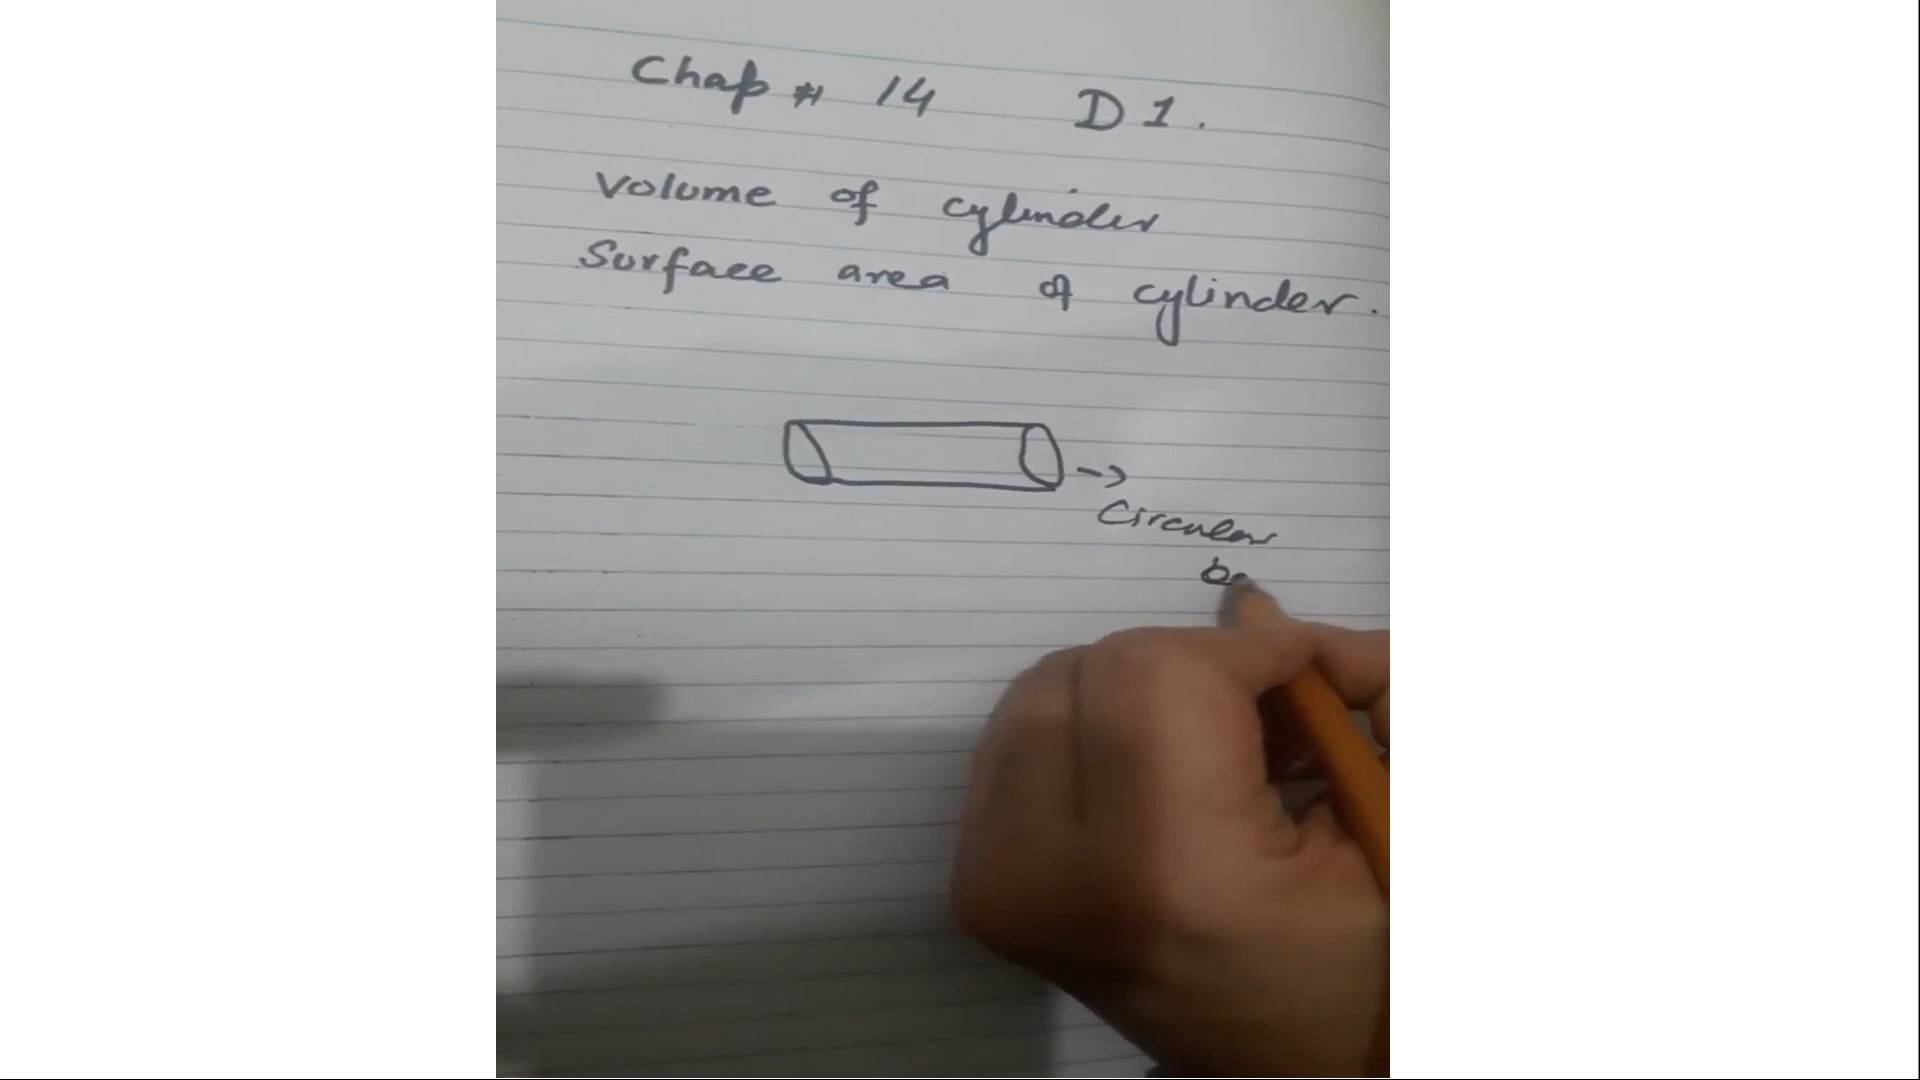 Chap # 14 D1.
Volume of cylinder
Surface area of cylinder.
->
Circular